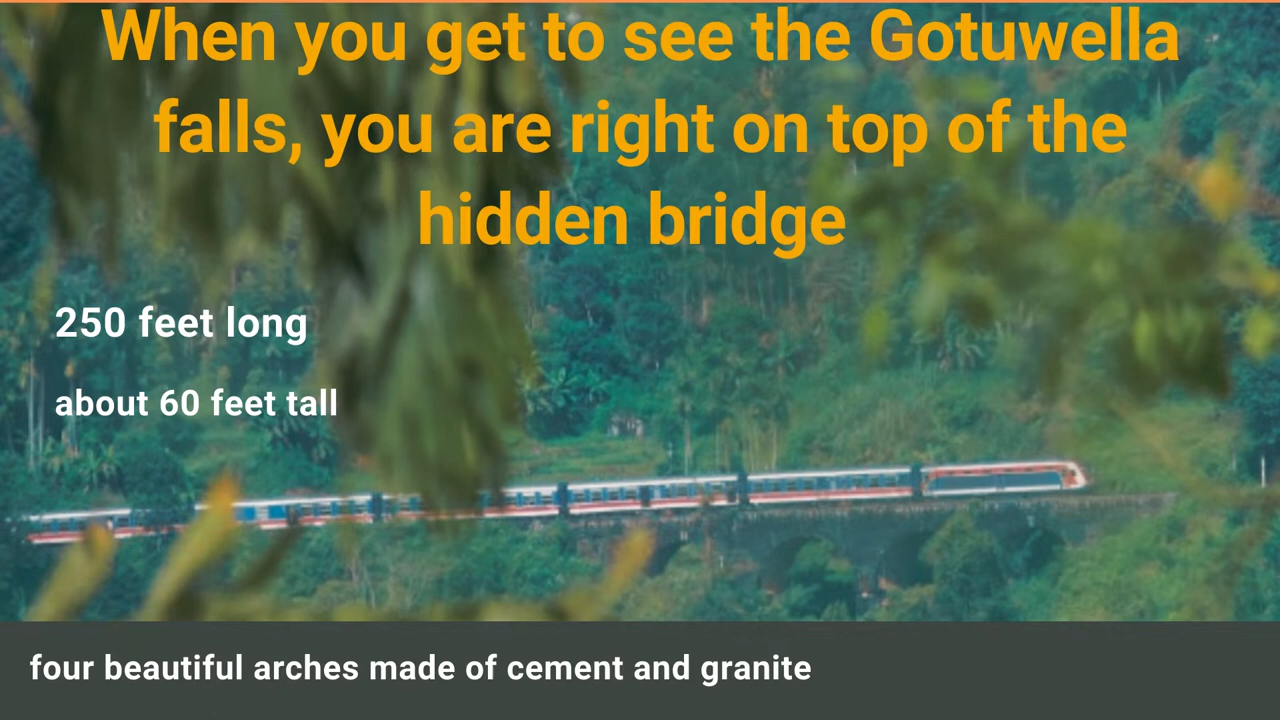 When you get to see the Gotuwella
falls, you are right on top of the
hidden bridge
250 feet long
about 60 feet tall
four beautiful arches made of cement and granite